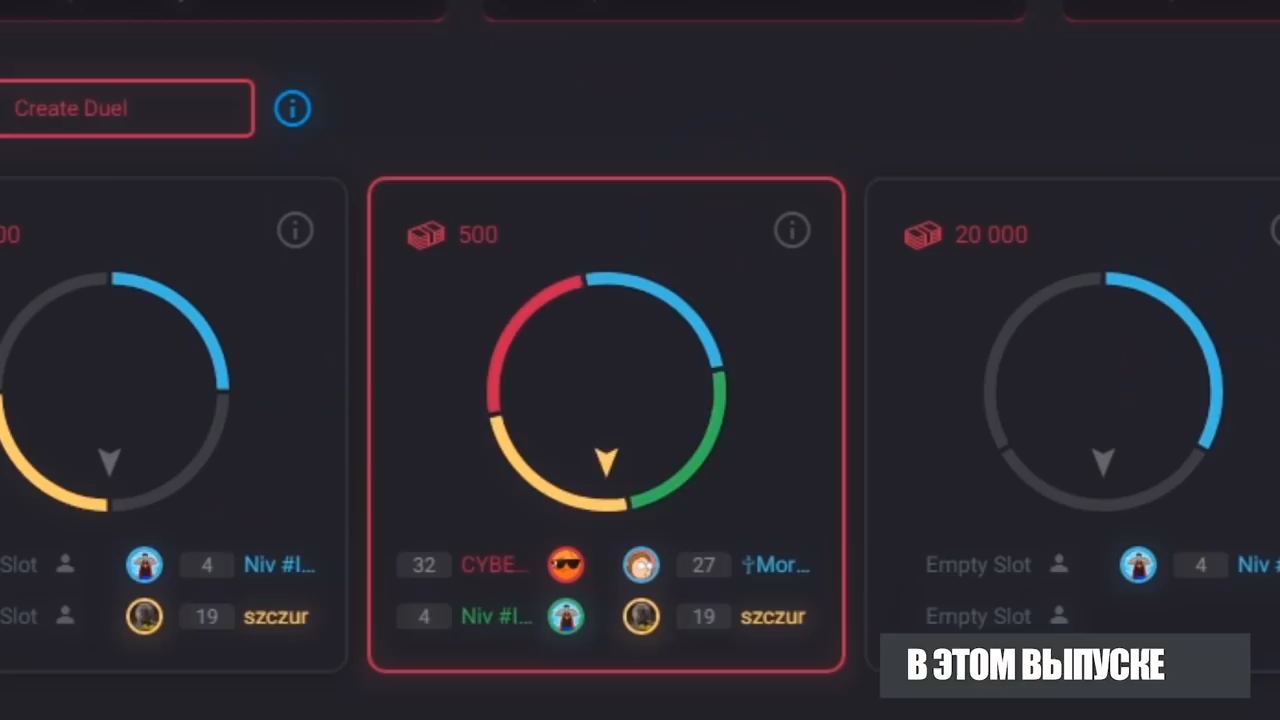 Create Duel
00
500
20 000
Slot
4 Niv #I...
Slot
19 szczur
32 CYBE...
27 ☥Mor...
4 Niv #I...
19 szczur
Empty Slot
4 Niv
Empty Slot
В ЭТОМ ВЫПУСКЕ